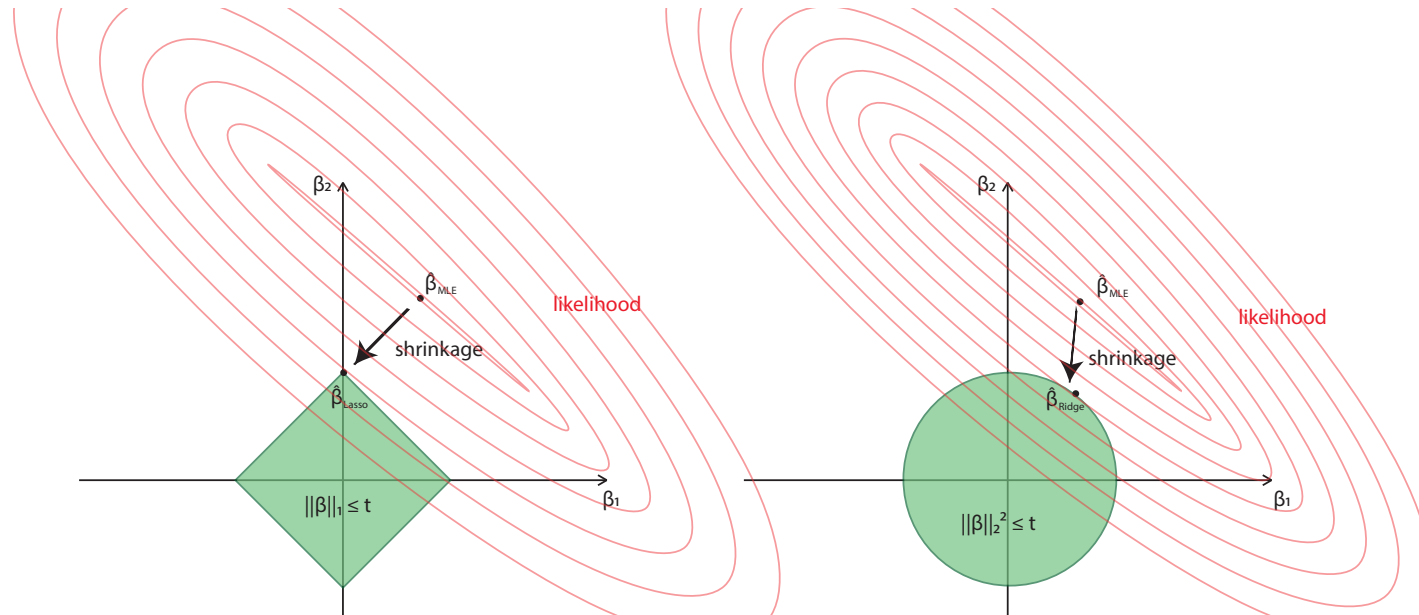 β₂
β̂MLE
likelihood
shrinkage
β̂Lasso
β₁
||β||₁ ≤ t
β₂
β̂MLE
likelihood
shrinkage
β̂Ridge
β₁
||β||₂² ≤ t